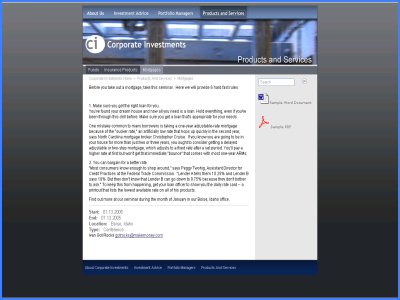 About Us Investment Advice Portfolio Managers Products and Services
ci Corporate Investments
Products and Services
Funds Insurance Products Mortgages
Corporate Investments Home > Products And Services > Mortgages
Before you take out a mortgage, take this seminar. Here we will provide 5 hard fast rules.
1. Make sure you get the right loan for you.
You've found your dream house and now all you need is a loan. Hold everything, even if you've
been through this drill before. Make sure you get a loan that's appropriate for your needs.
One mistake common to many borrowers is taking a one-year adjustable-rate mortgage
because of the "sucker rate," an artificially low rate that hops up quickly in the second year,
says North Carolina mortgage broker Christopher Cruise. If you know you are going to be in
your house for more than just two or three years, you ought to consider getting a delayed
adjustable or two-step mortgage, which adjusts to a fixed rate after a set period. You'll pay a
higher rate at first but won't get that immediate "bounce" that comes with most one-year ARMs.
2. You can bargain for a better rate.
"Most consumers know enough to shop around," says Peggy Twohig, Assistant Director for
Credit Practices at the Federal Trade Commission. "Lender A tells them 10.25% and Lender B
says 10%. But they don't know that Lender B can go down to 9.75% because they don't bother
to ask." To keep this from happening, get your loan officer to show you the daily rate card – a
printout that lists the lowest available rate on all of his products.
Find out more at our seminar during the month of January in our Boise, Idaho office.
Start: 01.13.2005
End: 01.13.2005
Location: Boise, Idaho
Type: Conference
Ivan GotRocks
Search
Sample Word Document
Sample PDF
About Corporate Investments Investment Advice Portfolio Managers Products And Services